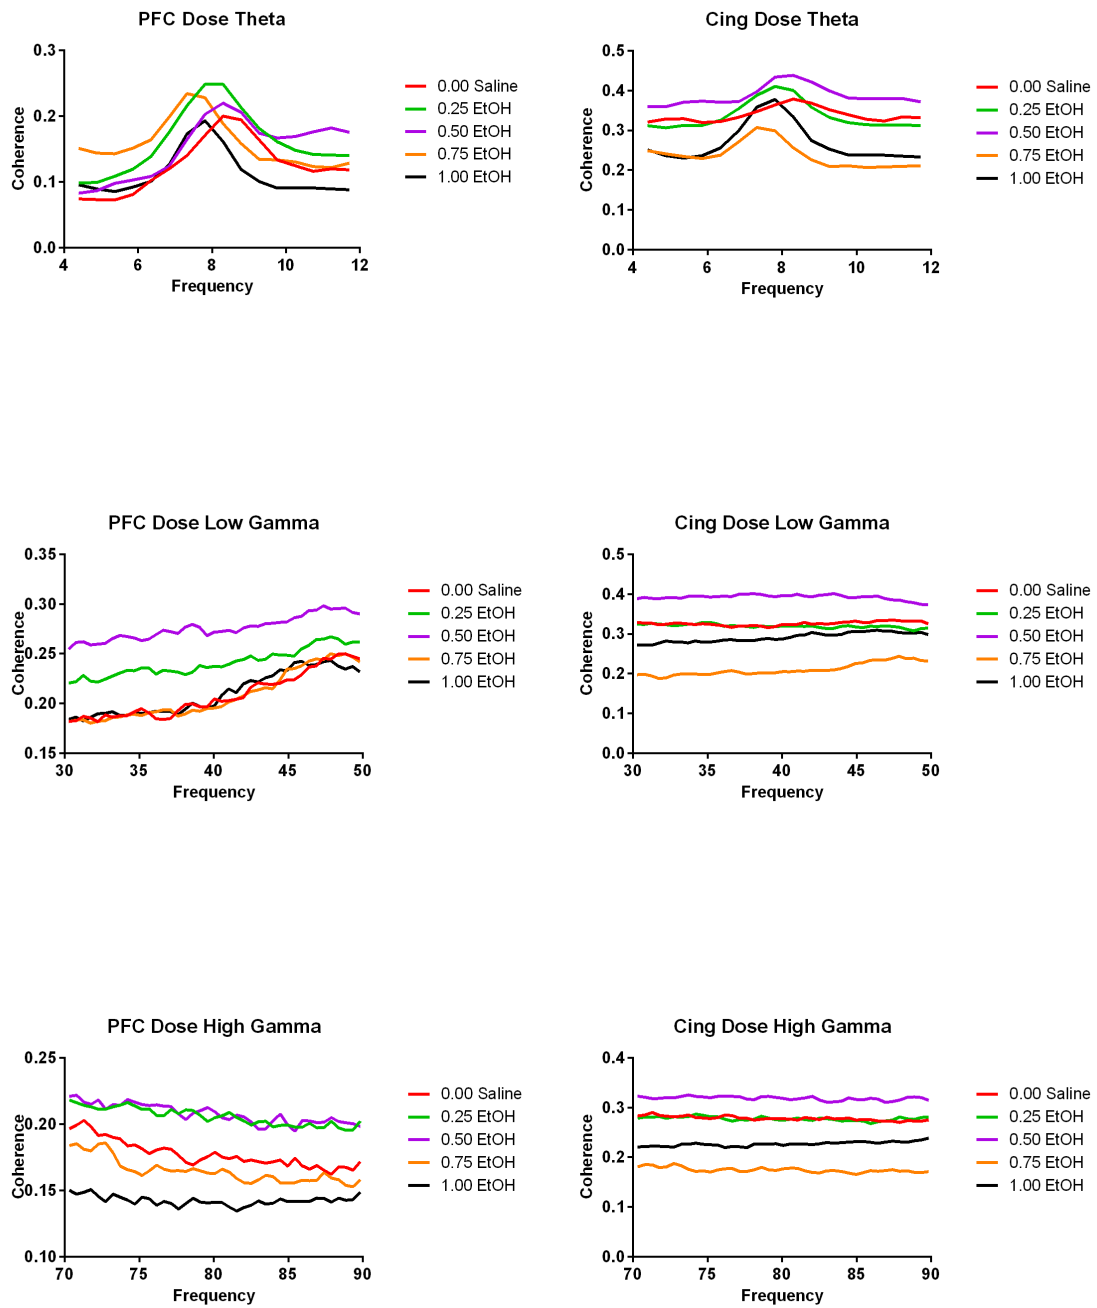 PFC Dose Theta
Coherence
0.3
0.2
0.1
0.0
4 6 8 10 12
Frequency
0.00 Saline
0.25 EtOH
0.50 EtOH
0.75 EtOH
1.00 EtOH
Cing Dose Theta
Coherence
0.5
0.4
0.3
0.2
0.1
0.0
4 6 8 10 12
Frequency
0.00 Saline
0.25 EtOH
0.50 EtOH
0.75 EtOH
1.00 EtOH
PFC Dose Low Gamma
Coherence
0.35
0.30
0.25
0.20
0.15
30 35 40 45 50
Frequency
0.00 Saline
0.25 EtOH
0.50 EtOH
0.75 EtOH
1.00 EtOH
Cing Dose Low Gamma
Coherence
0.5
0.4
0.3
0.2
0.1
0.0
30 35 40 45 50
Frequency
0.00 Saline
0.25 EtOH
0.50 EtOH
0.75 EtOH
1.00 EtOH
PFC Dose High Gamma
Coherence
0.25
0.20
0.15
0.10
70 75 80 85 90
Frequency
0.00 Saline
0.25 EtOH
0.50 EtOH
0.75 EtOH
1.00 EtOH
Cing Dose High Gamma
Coherence
0.4
0.3
0.2
0.1
0.0
70 75 80 85 90
Frequency
0.00 Saline
0.25 EtOH
0.50 EtOH
0.75 EtOH
1.00 EtOH